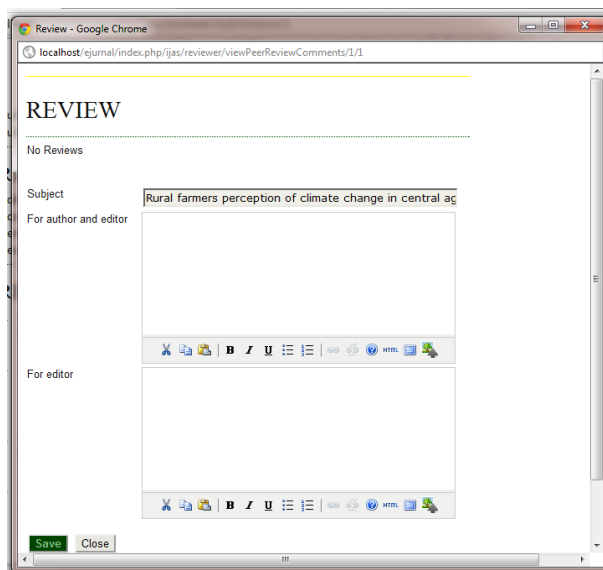 Review - Google Chrome
localhost/ejurnal/index.php/ijas/reviewer/viewPeerReviewComments/1/1
REVIEW
No Reviews
Subject
Rural farmers perception of climate change in central ag
For author and editor
B I U HTML
For editor
B I U HTML
Save Close